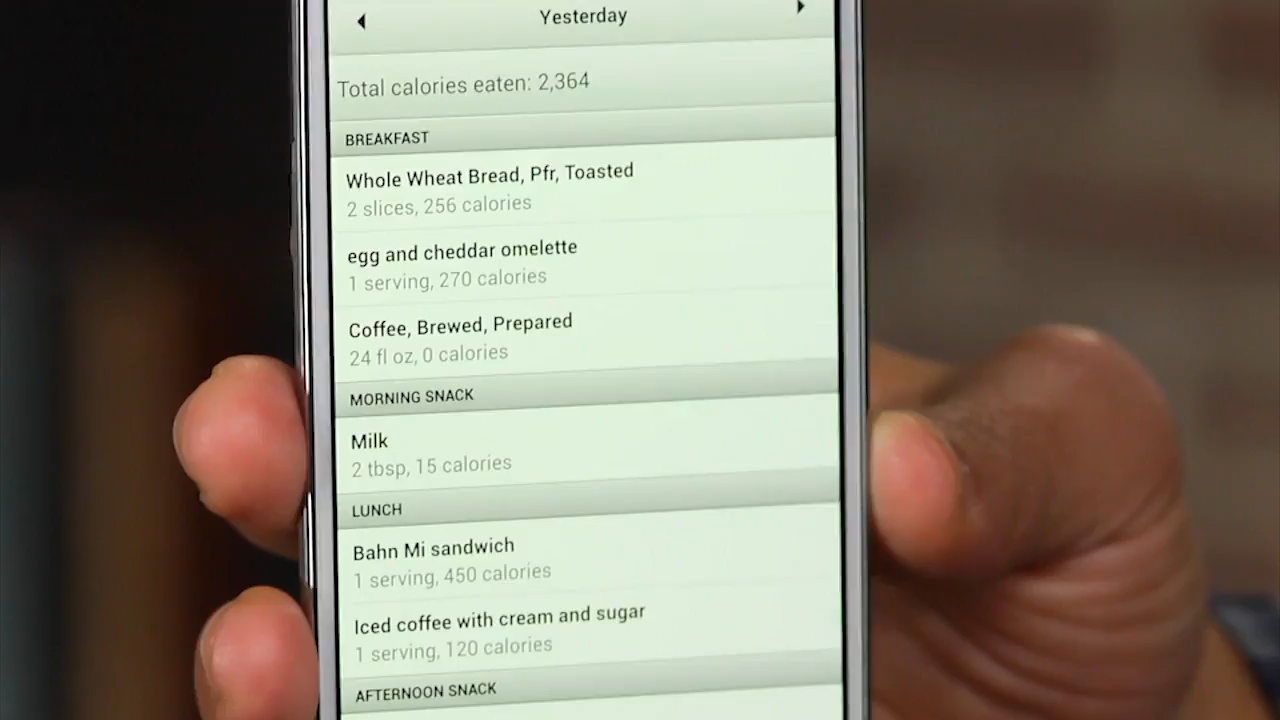 Yesterday
Total calories eaten: 2,364
BREAKFAST
Whole Wheat Bread, Pfr, Toasted
2 slices, 256 calories
egg and cheddar omelette
1 serving, 270 calories
Coffee, Brewed, Prepared
24 fl oz, 0 calories
MORNING SNACK
Milk
2 tbsp, 15 calories
LUNCH
Bahn Mi sandwich
1 serving, 450 calories
Iced coffee with cream and sugar
1 serving, 120 calories
AFTERNOON SNACK